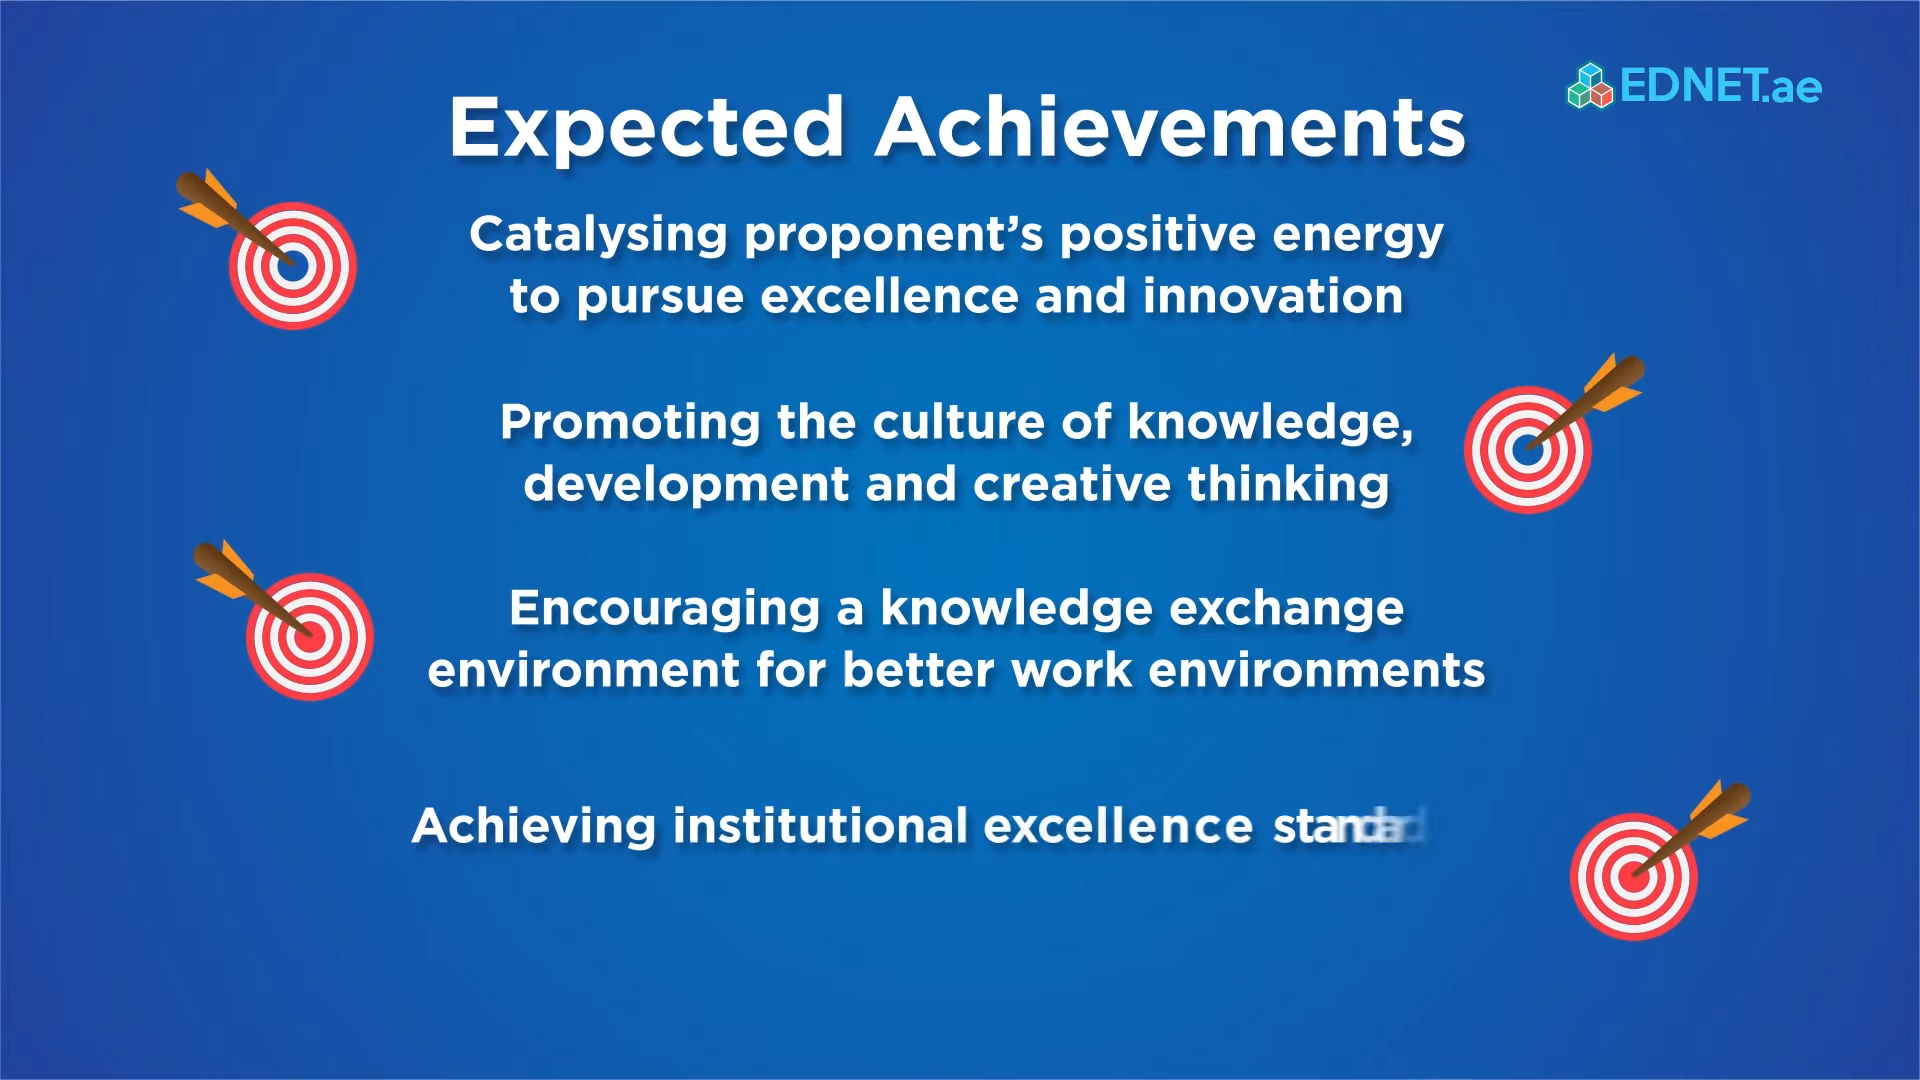 EDNET.ae
Expected Achievements
Catalysing proponent’s positive energy
to pursue excellence and innovation
Promoting the culture of knowledge,
development and creative thinking
Encouraging a knowledge exchange
environment for better work environments
Achieving institutional excellence